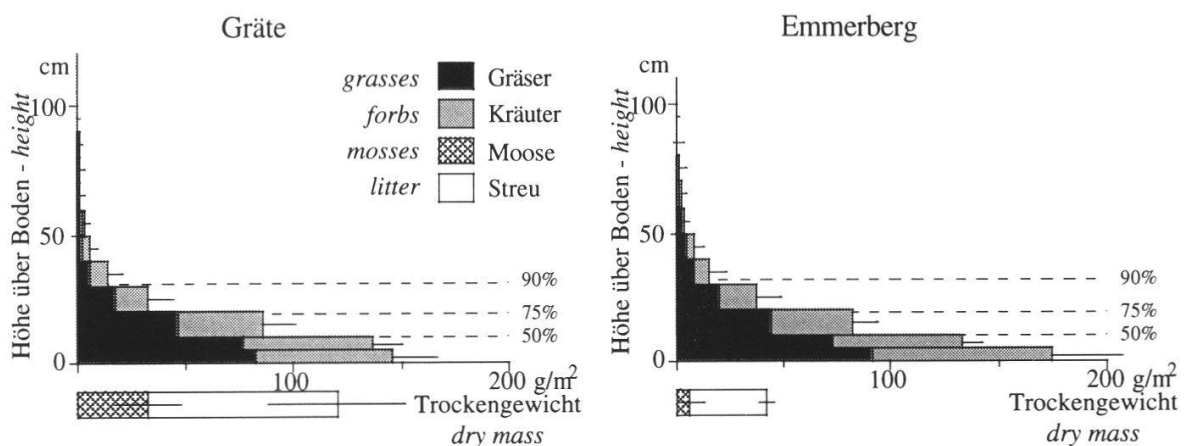 Gräte
cm
100
50
0
Höhe über Boden - height
grasses Gräser
forbs Kräuter
mosses Moose
litter Streu
90%
75%
50%
100
200
g/m²
Trockengewicht
dry mass
Emmerberg
cm
100
50
0
Höhe über Boden - height
90%
75%
50%
100
200
g/m²
Trockengewicht
dry mass